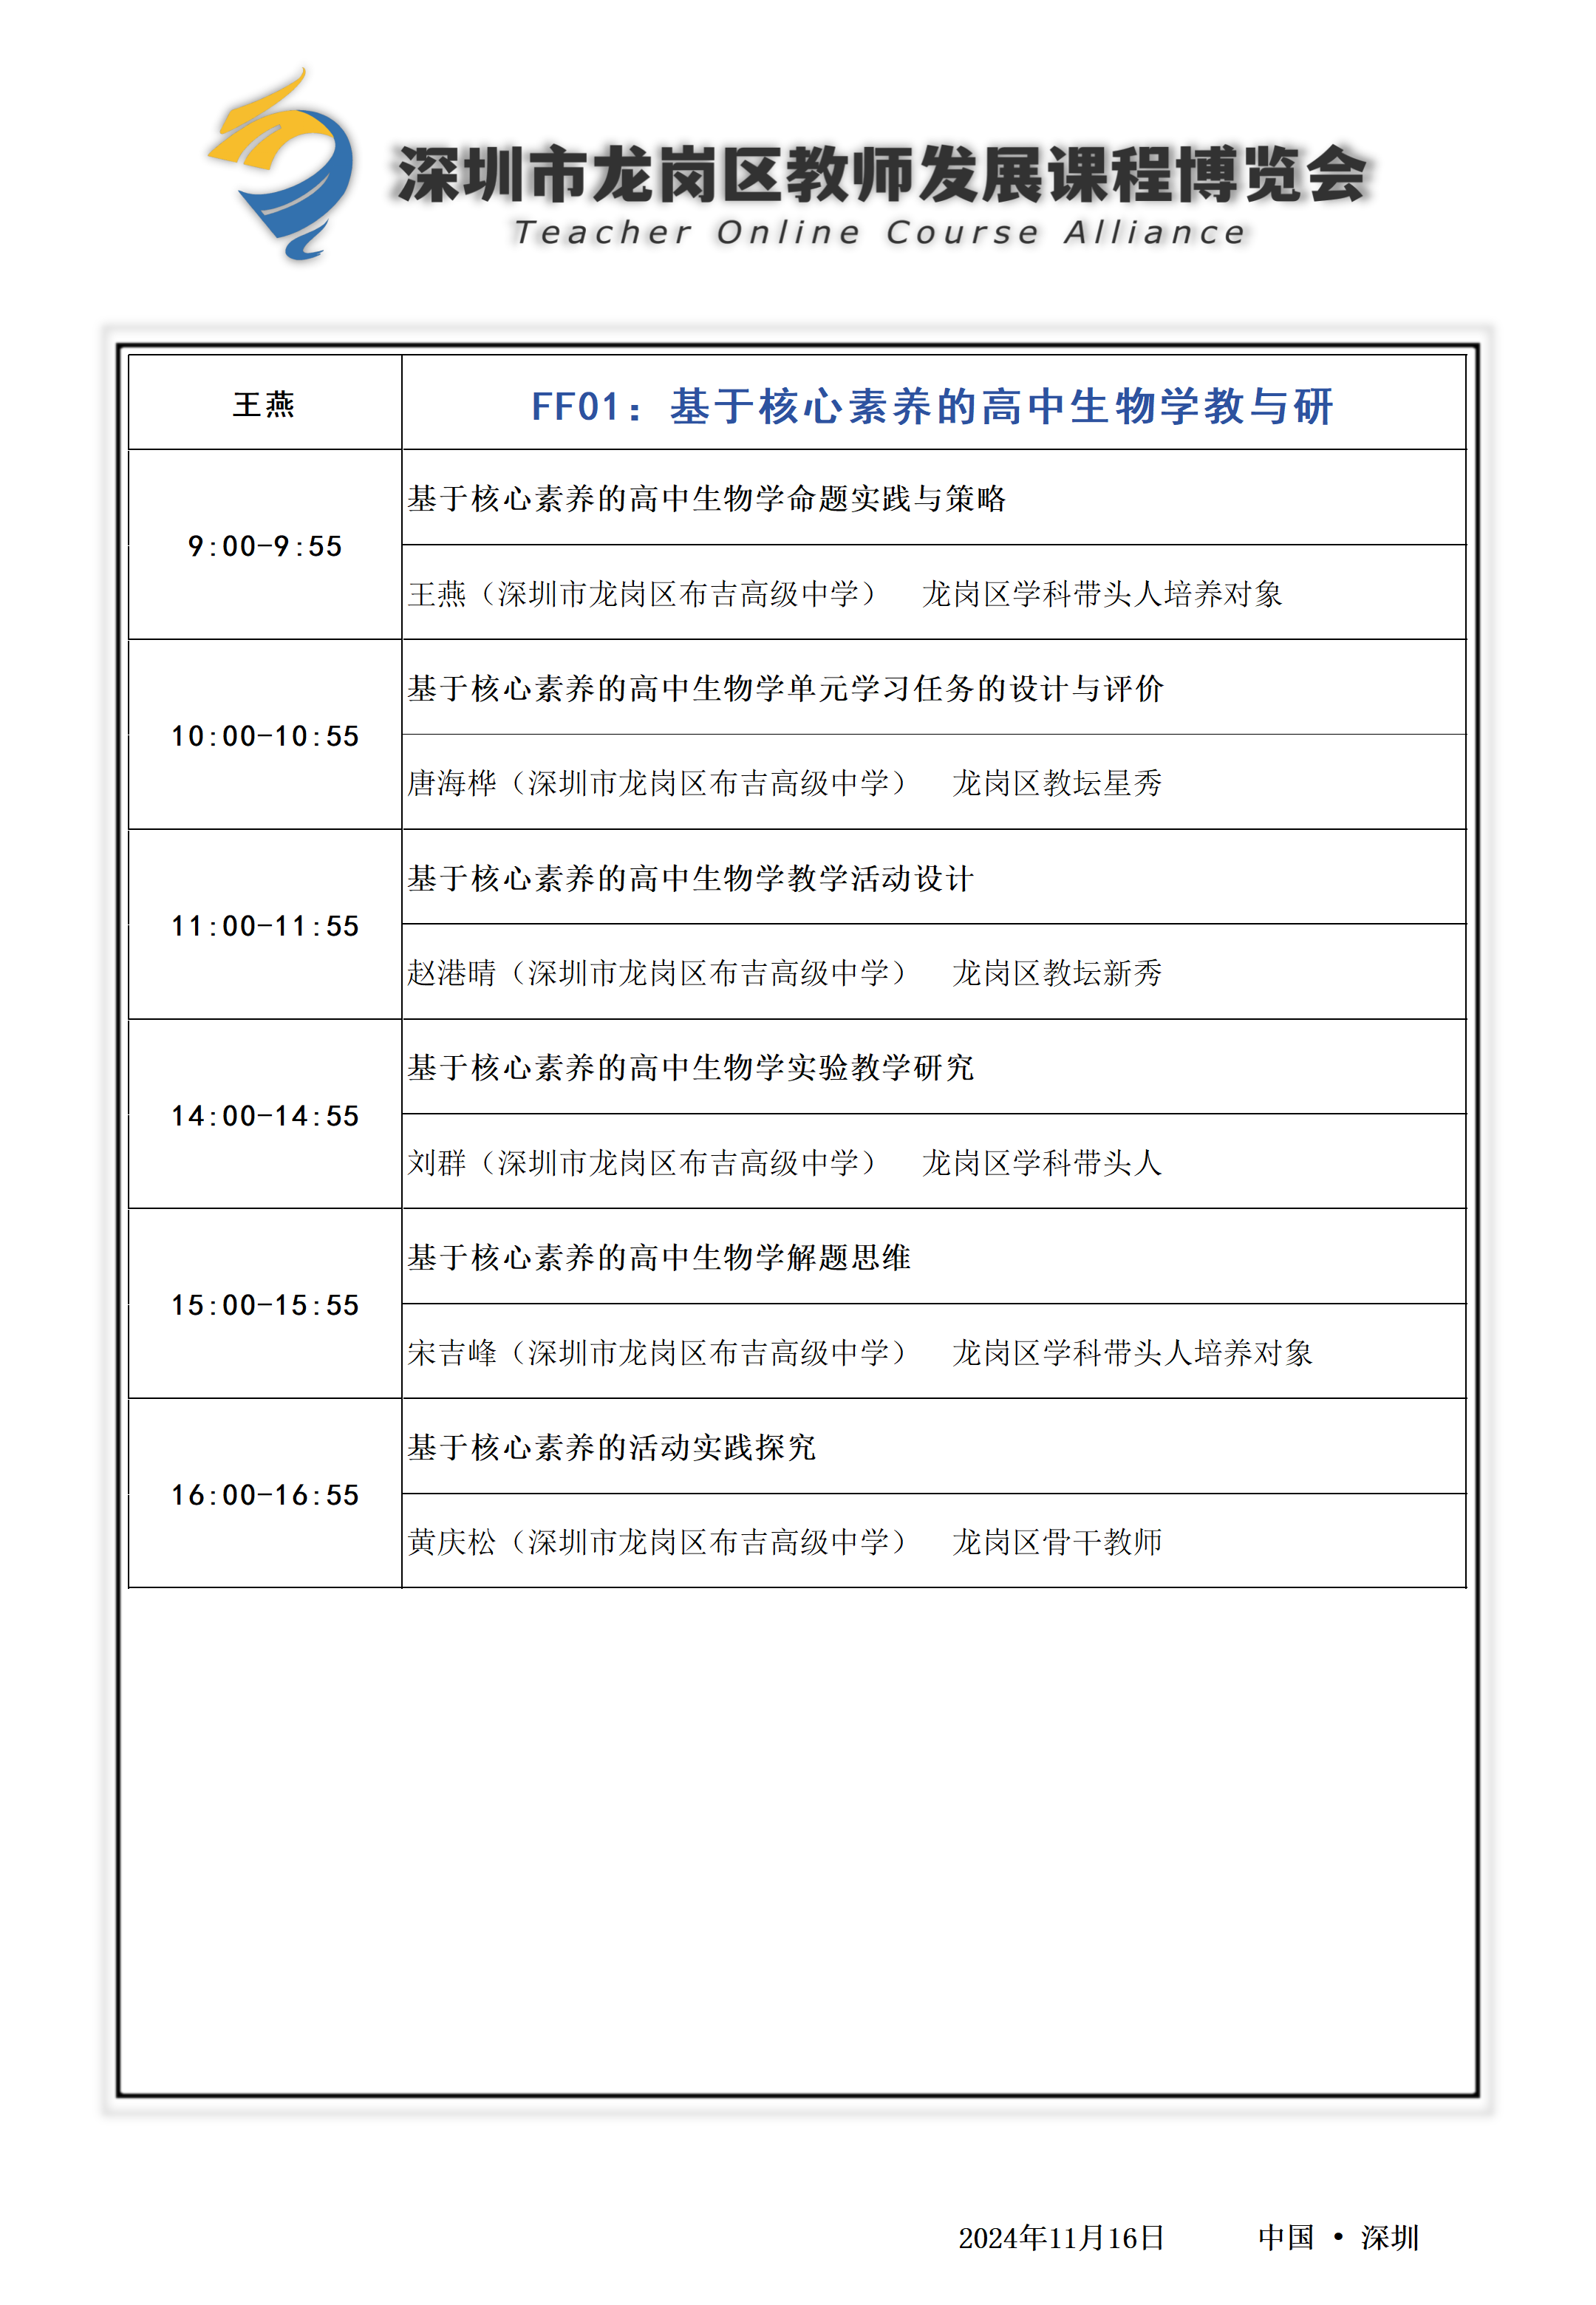 深圳市龙岗区教师发展课程博览会
Teacher Online Course Alliance
王燕
FF01：基于核心素养的高中生物学教与研
9:00-9:55
基于核心素养的高中生物学命题实践与策略
王燕（深圳市龙岗区布吉高级中学） 龙岗区学科带头人培养对象
10:00-10:55
基于核心素养的高中生物学单元学习任务的设计与评价
唐海桦（深圳市龙岗区布吉高级中学） 龙岗区教坛星秀
11:00-11:55
基于核心素养的高中生物学教学活动设计
赵港晴（深圳市龙岗区布吉高级中学） 龙岗区教坛新秀
14:00-14:55
基于核心素养的高中生物学实验教学研究
刘群（深圳市龙岗区布吉高级中学） 龙岗区学科带头人
15:00-15:55
基于核心素养的高中生物学解题思维
宋吉峰（深圳市龙岗区布吉高级中学） 龙岗区学科带头人培养对象
16:00-16:55
基于核心素养的活动实践探究
黄庆松（深圳市龙岗区布吉高级中学） 龙岗区骨干教师
2024年11月16日 中国 • 深圳